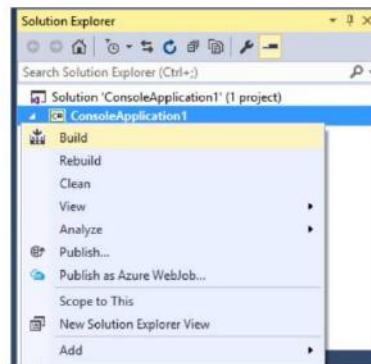 Solution Explorer
Search Solution Explorer (Ctrl+;)
Solution 'ConsoleApplication1' (1 project)
C# ConsoleApplication1
Build
Rebuild
Clean
View
Analyze
Publish...
Publish as Azure WebJob...
Scope to This
New Solution Explorer View
Add